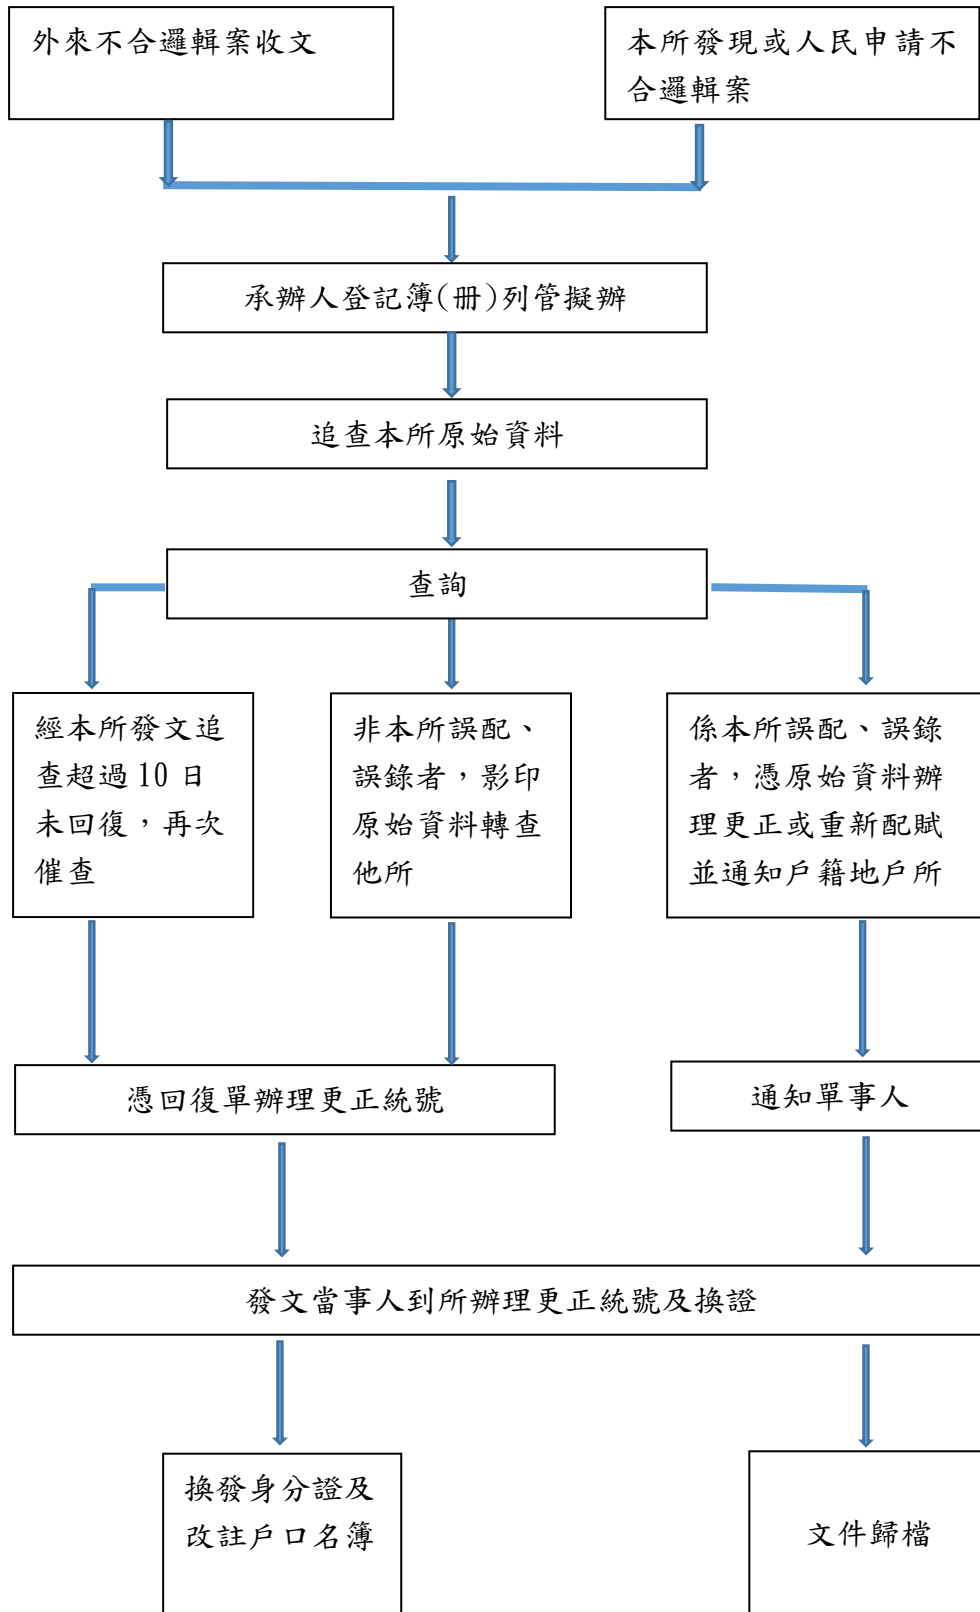 外來不合邏輯案收文
本所發現或人民申請不
合邏輯案
承辦人登記簿(冊)列管擬辦
追查本所原始資料
查詢
經本所發文追
查超過10日
未回復，再次
催查
非本所誤配、
誤錄者，影印
原始資料轉查
他所
係本所誤配、誤錄
者，憑原始資料辦
理更正或重新配賦
並通知戶籍地戶所
憑回復單辦理更正統號
通知單事人
發文當事人到所辦理更正統號及換證
換發身分證及
改註戶口名簿
文件歸檔